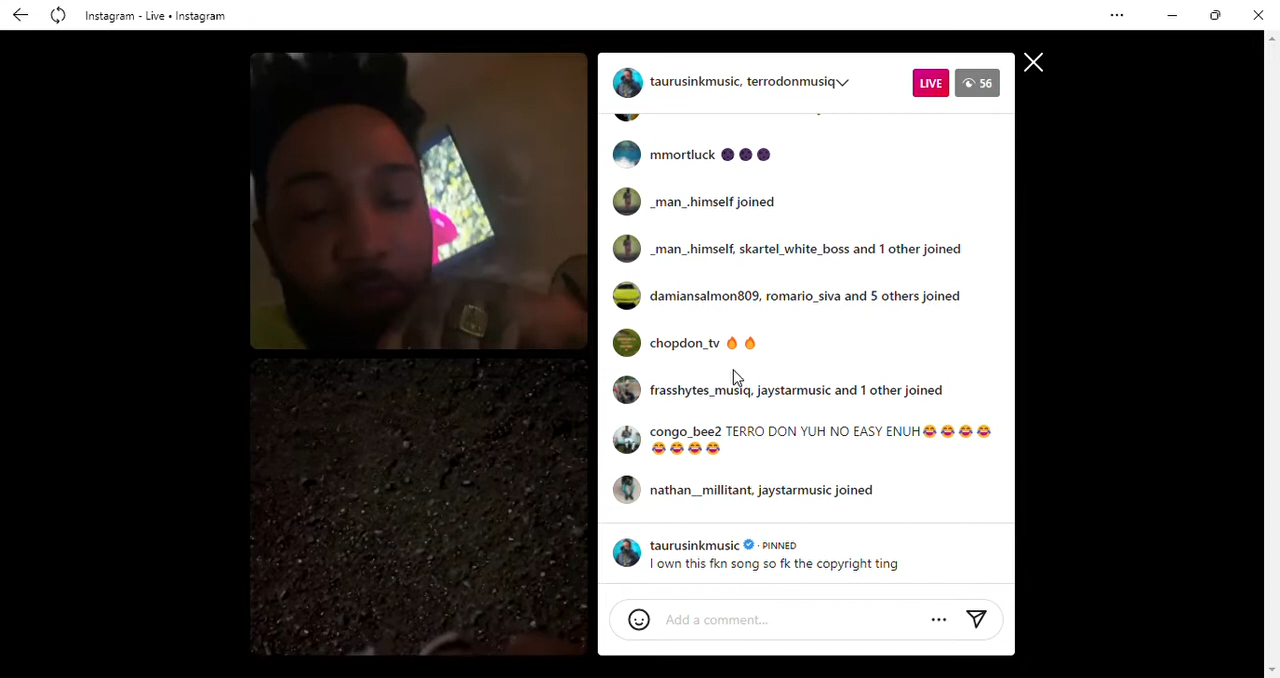 Instagram - Live • Instagram
taurusinkmusic, terrodonmusiq
LIVE
56
mmortluck 🌑 🌑 🌑
_man_.himself joined
_man_.himself, skartel_white_boss and 1 other joined
damiansalmon809, romario_siva and 5 others joined
chopdon_tv 🔥 🔥
frasshytes_musiq, jaystarmusic and 1 other joined
congo_bee2 TERRO DON YUH NO EASY ENUH😂 😂 😂 😂
😂 😂 😂 😂
nathan__millitant, jaystarmusic joined
taurusinkmusic · PINNED
I own this fkn song so fk the copyright ting
Add a comment...